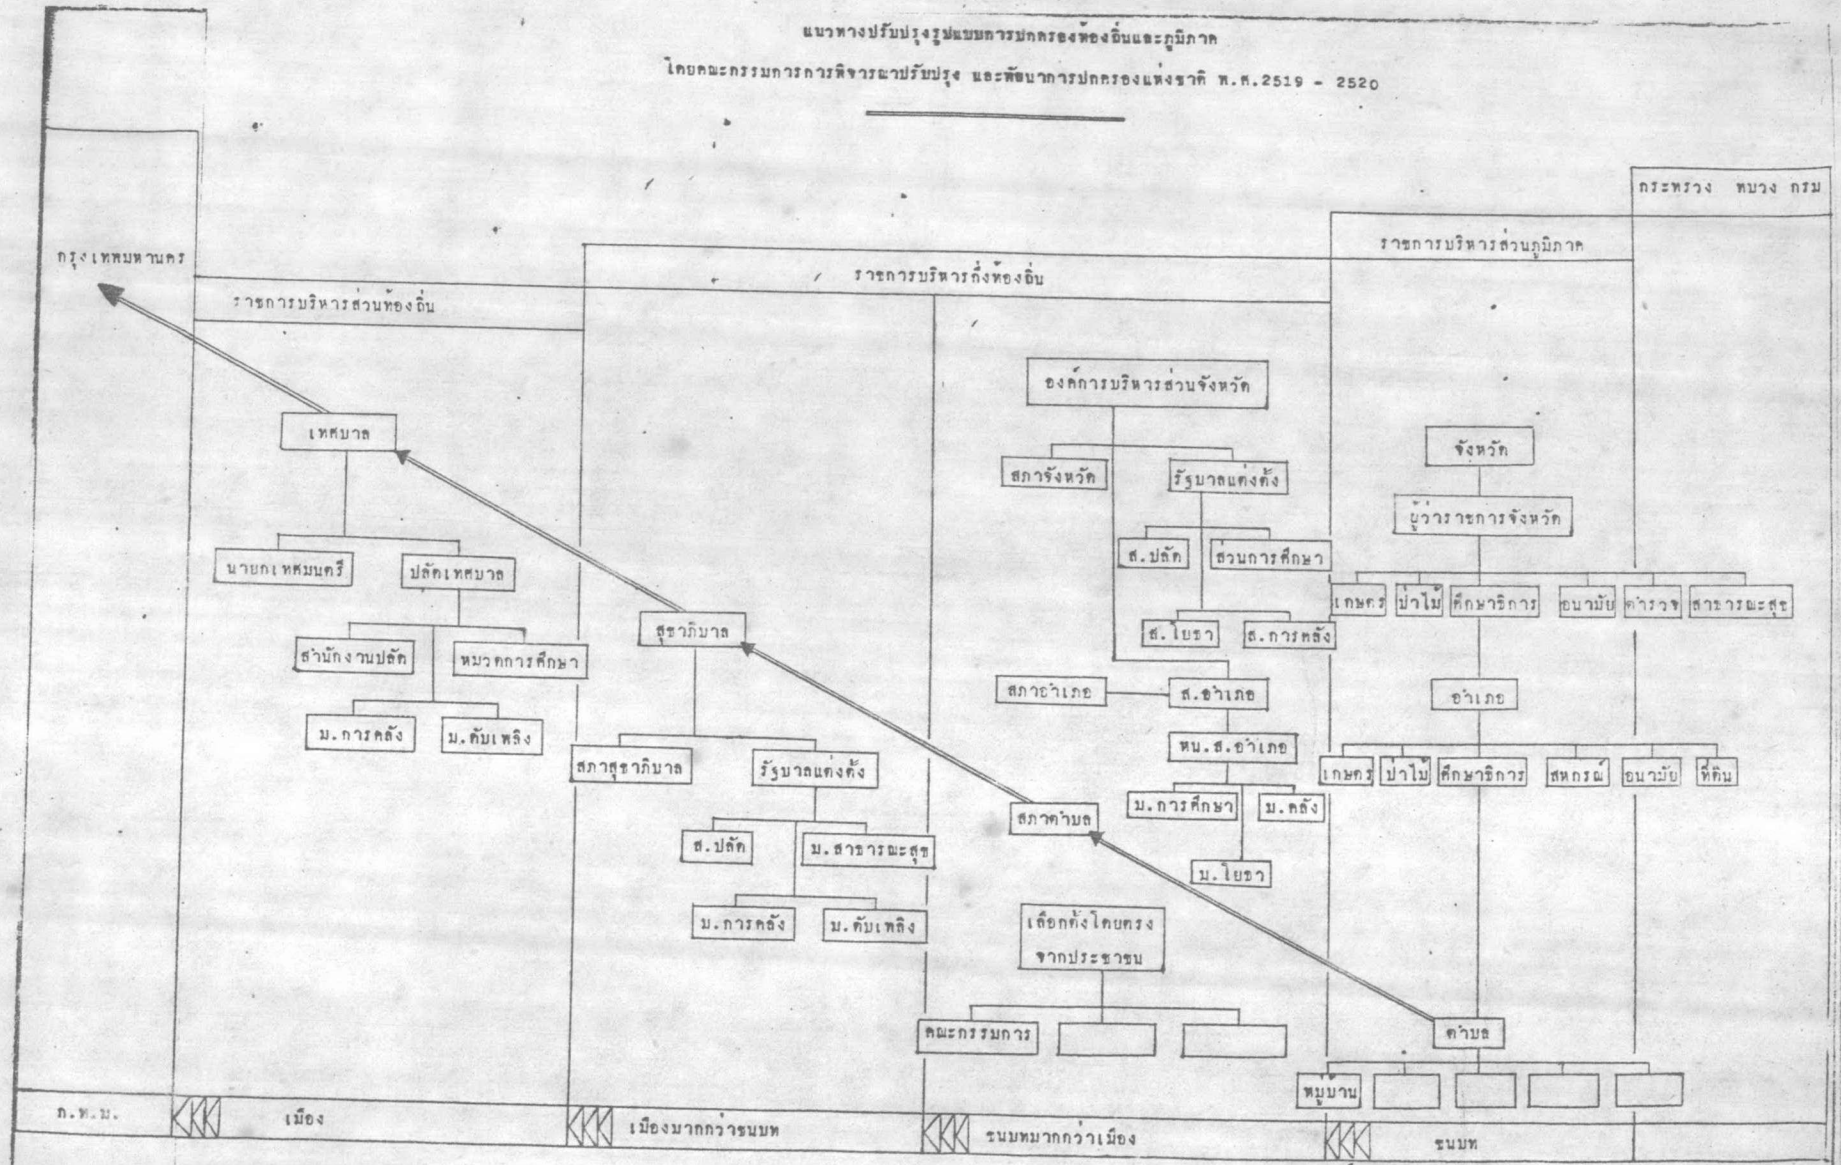 แนวทางปรับปรุงรูปแบบการปกครองท้องถิ่นและภูมิภาค
โดยคณะกรรมการการพิจารณาปรับปรุง และพัฒนาการปกครองแห่งชาติ พ.ศ.2519 - 2520
กระทรวง ทบวง กรม
ราชการบริหารส่วนภูมิภาค
กรุงเทพมหานคร
ราชการบริหารกึ่งท้องถิ่น
ราชการบริหารส่วนท้องถิ่น
องค์การบริหารส่วนจังหวัด
เทศบาล
จังหวัด
สภาจังหวัด
รัฐบาลแต่งตั้ง
ผู้ว่าราชการจังหวัด
ส.ปลัด
ส่วนการศึกษา
นายกเทศมนตรี
ปลัดเทศบาล
เกษตร
ป่าไม้
ศึกษาธิการ
อนามัย
ตำรวจ
สาธารณะสุข
สุขาภิบาล
ส.โยธา
ส.การคลัง
สำนักงานปลัด
หมวดการศึกษา
สภาอำเภอ
ส.อำเภอ
อำเภอ
ม.การคลัง
ม.ดับเพลิง
หน.ส.อำเภอ
สภาสุขาภิบาล
รัฐบาลแต่งตั้ง
เกษตร
ป่าไม้
ศึกษาธิการ
สหกรณ์
อนามัย
ที่ดิน
ม.การศึกษา
ม.คลัง
สภาตำบล
ส.ปลัด
ม.สาธารณะสุข
ม.โยธา
ม.การคลัง
ม.ดับเพลิง
เลือกตั้งโดยตรง
จากประชาชน
คณะกรรมการ
ตำบล
หมู่บ้าน
ก.ท.ม.
เมือง
เมืองมากกว่าชนบท
ชนบทมากกว่าเมือง
ชนบท